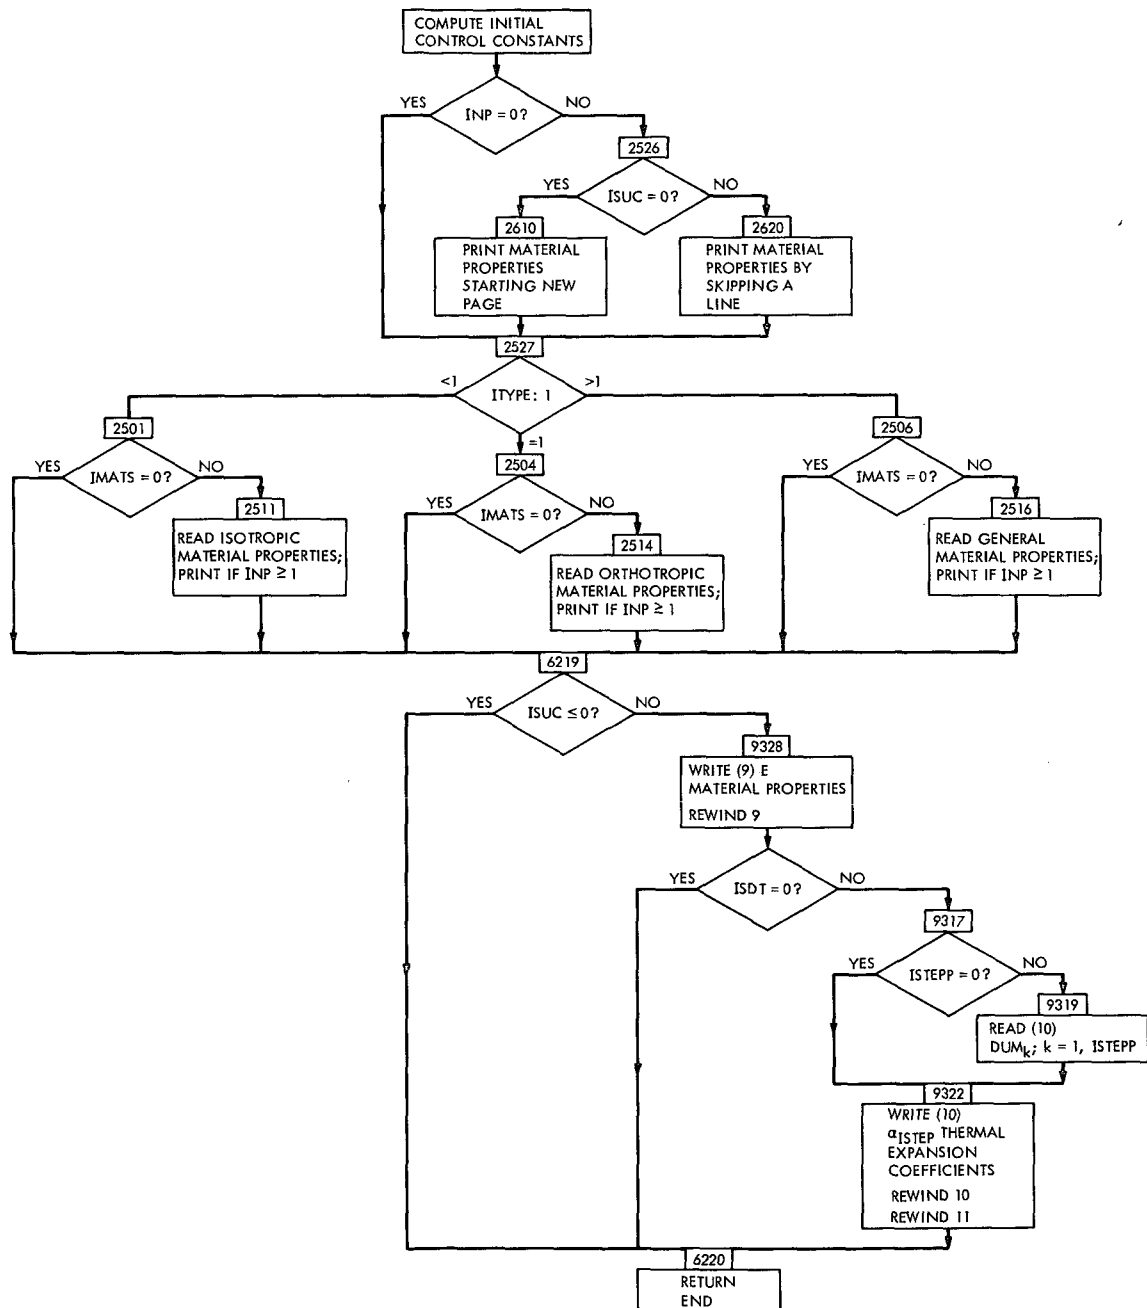 COMPUTE INITIAL
CONTROL CONSTANTS
YES
INP = 0?
NO
2526
YES
ISUC = 0?
NO
2610
PRINT MATERIAL
PROPERTIES
STARTING NEW
PAGE
2620
PRINT MATERIAL
PROPERTIES BY
SKIPPING A
LINE
2527
<1
ITYPE: 1
>1
=1
2501
YES
IMATS = 0?
NO
2511
READ ISOTROPIC
MATERIAL PROPERTIES;
PRINT IF INP ≥ 1
2504
YES
IMATS = 0?
NO
2514
READ ORTHOTROPIC
MATERIAL PROPERTIES;
PRINT IF INP ≥ 1
2506
YES
IMATS = 0?
NO
2516
READ GENERAL
MATERIAL PROPERTIES;
PRINT IF INP ≥ 1
6219
YES
ISUC ≤ 0?
NO
9328
WRITE (9) E
MATERIAL PROPERTIES
REWIND 9
YES
ISDT = 0?
NO
9317
YES
ISTEPP = 0?
NO
9319
READ (10)
DUMk; k = 1, ISTEPP
9322
WRITE (10)
αISTEP THERMAL
EXPANSION
COEFFICIENTS
REWIND 10
REWIND 11
6220
RETURN
END